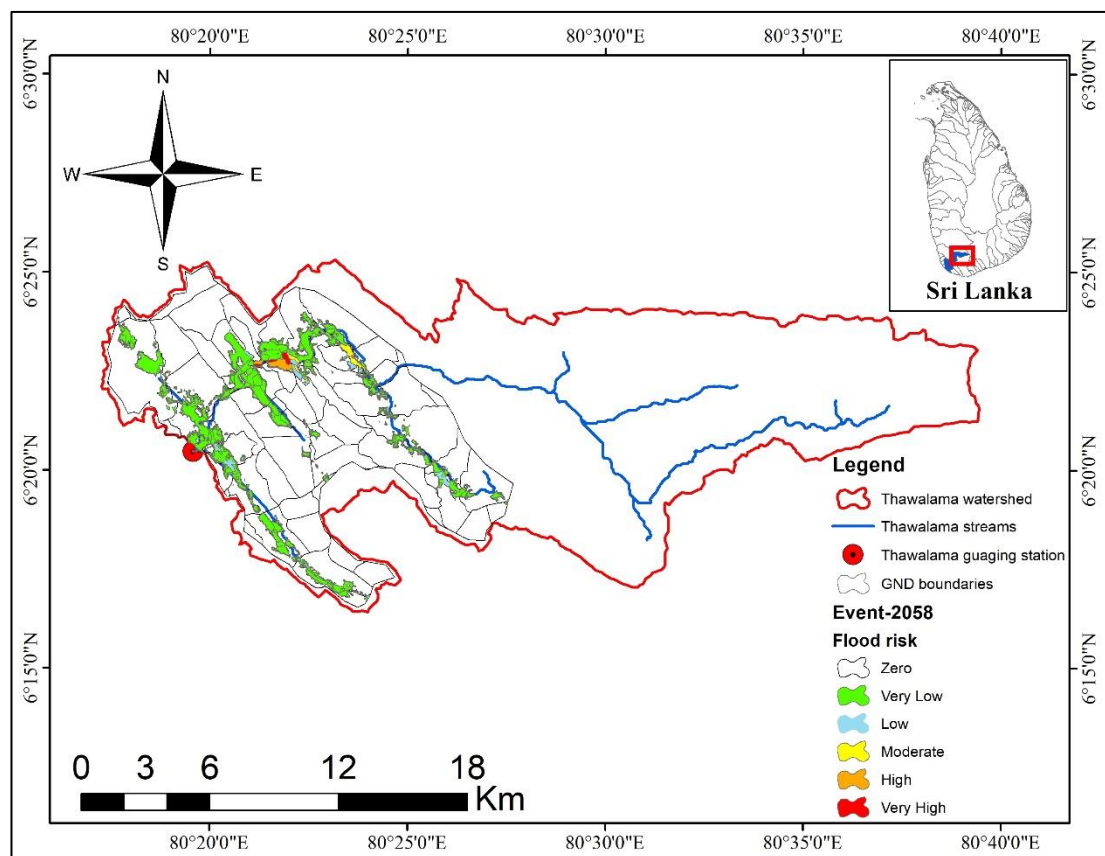 80°20'0"E 80°25'0"E 80°30'0"E 80°35'0"E 80°40'0"E
6°30'0"N
6°30'0"N
N
W
E
S
Sri Lanka
6°25'0"N
6°25'0"N
6°20'0"N
6°20'0"N
Legend
Thawalama watershed
Thawalama streams
Thawalama guaging station
GND boundaries
Event-2058
Flood risk
Zero
Very Low
Low
Moderate
High
Very High
6°15'0"N
6°15'0"N
0 3 6 12 18
Km
80°20'0"E 80°25'0"E 80°30'0"E 80°35'0"E 80°40'0"E